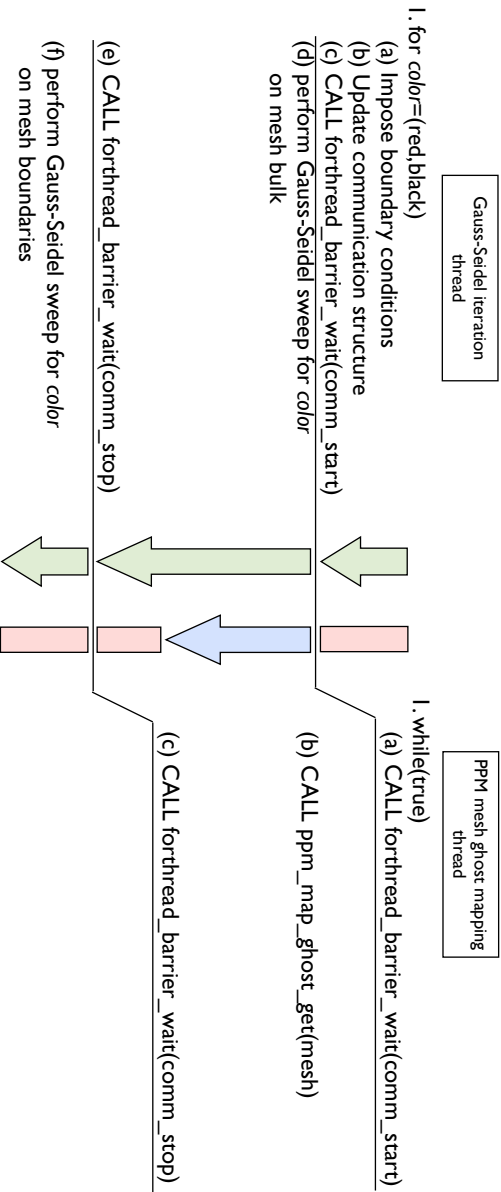 Gauss-Seidel iteration
thread
1. for color=(red,black)
(a) Impose boundary conditions
(b) Update communication structure
(c) CALL forthread_barrier_wait(comm_start)
(d) perform Gauss-Seidel sweep for color
on mesh bulk
(e) CALL forthread_barrier_wait(comm_stop)
(f) perform Gauss-Seidel sweep for color
on mesh boundaries
PPM mesh ghost mapping
thread
1. while(true)
(a) CALL forthread_barrier_wait(comm_start)
(b) CALL ppm_map_ghost_get(mesh)
(c) CALL forthread_barrier_wait(comm_stop)